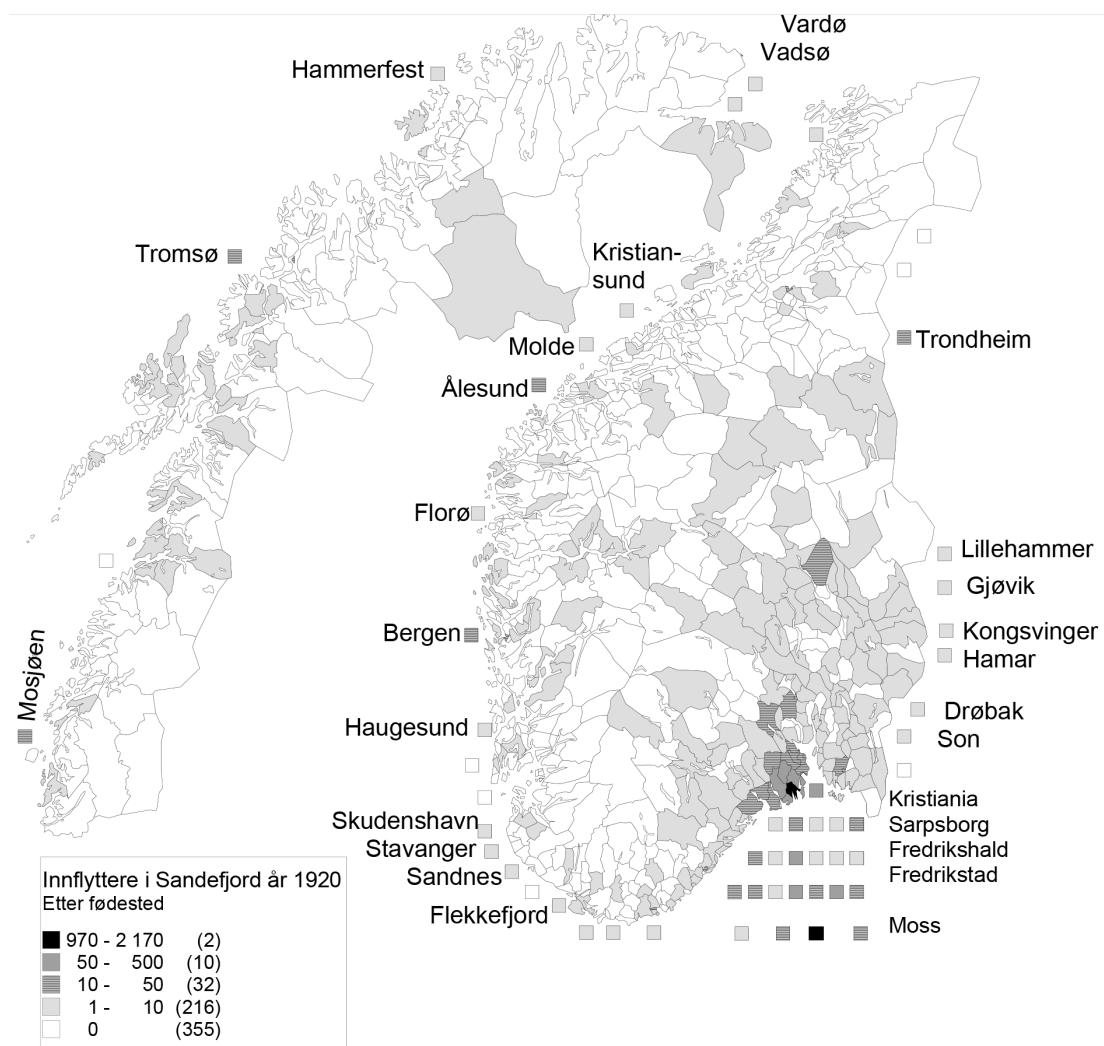 Vardø
Vadsø
Hammerfest
Tromsø
Kristian-
sund
Molde
Trondheim
Ålesund
Florø
Lillehammer
Gjøvik
Bergen
Kongsvinger
Hamar
Mosjøen
Haugesund
Drøbak
Son
Kristiania
Skudenshavn
Sarpsborg
Stavanger
Fredrikshald
Sandnes
Fredrikstad
Flekkefjord
Moss
Innflyttere i Sandefjord år 1920
Etter fødested
970 - 2 170 (2)
50 - 500 (10)
10 - 50 (32)
1 - 10 (216)
0 (355)